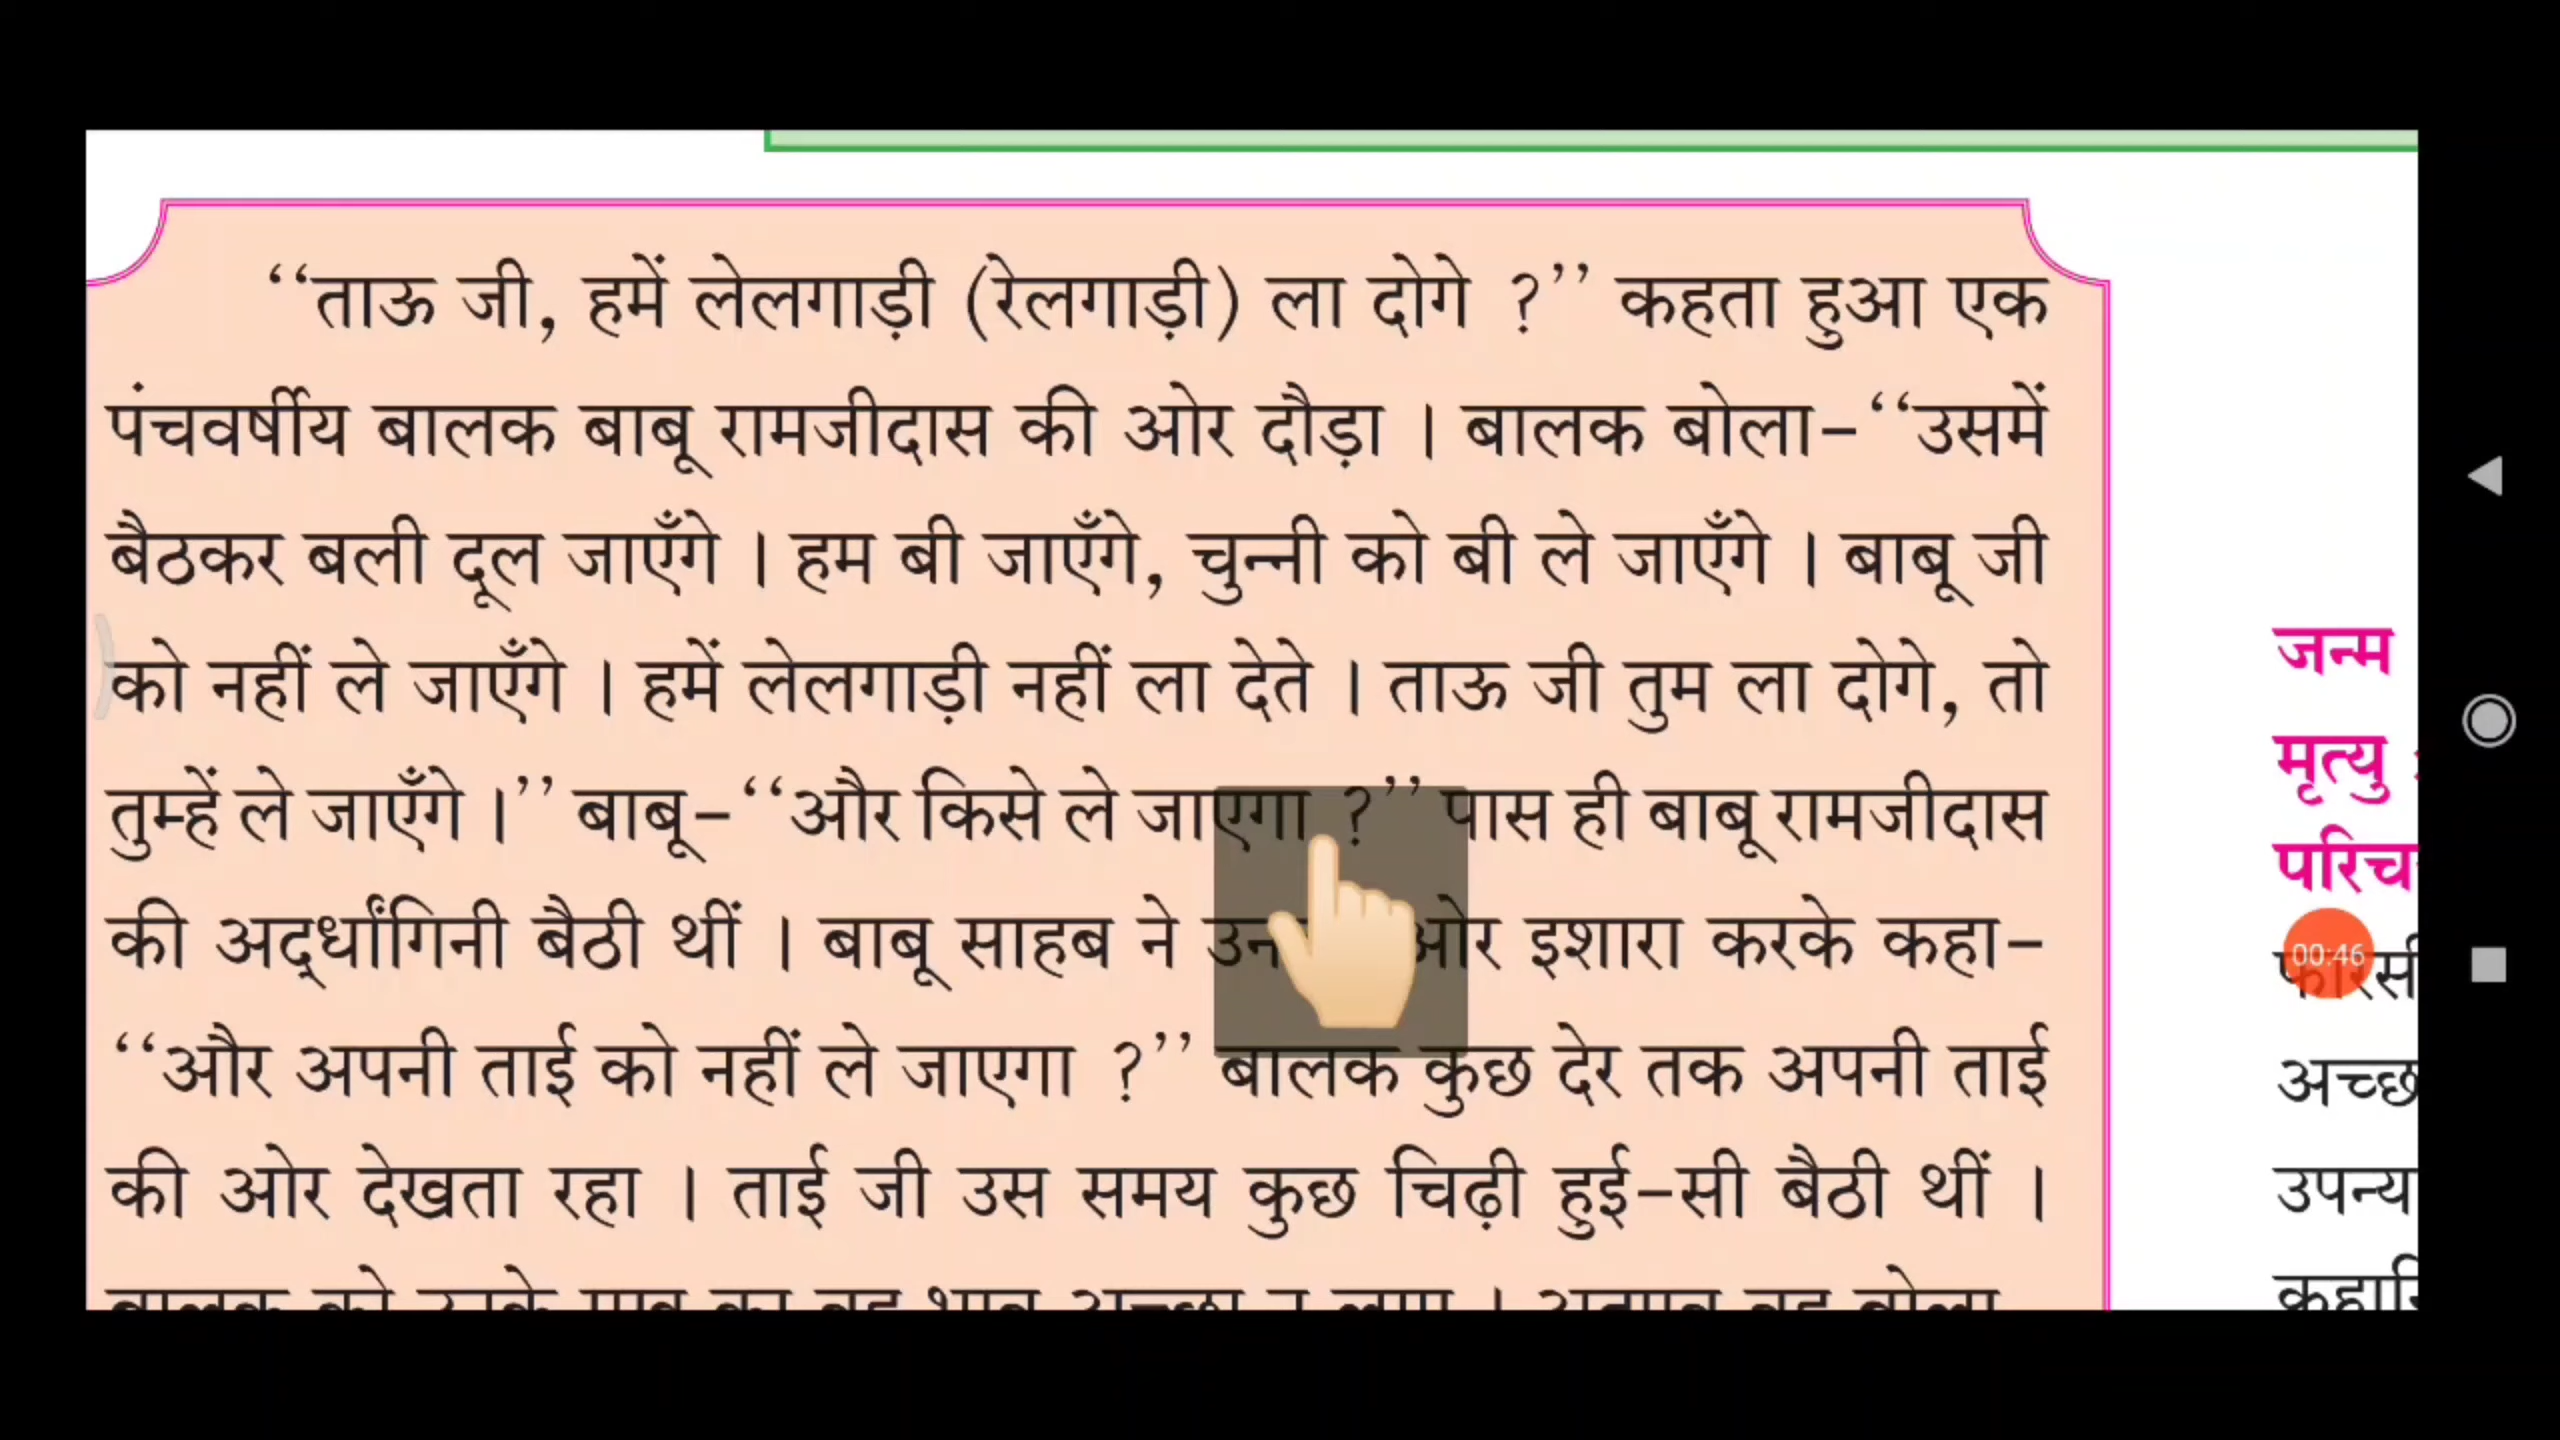 ‘‘ताऊ जी, हमें लेलगाड़ी (रेलगाड़ी) ला दोगे ?’’ कहता हुआ एक
पंचवर्षीय बालक बाबू रामजीदास की ओर दौड़ा । बालक बोला–‘‘उसमें
बैठकर बली दूल जाएँगे । हम बी जाएँगे, चुन्नी को बी ले जाएँगे । बाबू जी
को नहीं ले जाएँगे । हमें लेलगाड़ी नहीं ला देते । ताऊ जी तुम ला दोगे, तो
तुम्हें ले जाएँगे ।’’ बाबू–‘‘और किसे ले जाएगा ?’’ पास ही बाबू रामजीदास
की अर्द्धांगिनी बैठी थीं । बाबू साहब ने ओर इशारा करके कहा–
‘‘और अपनी ताई को नहीं ले जाएगा ?’’ बालक कुछ देर तक अपनी ताई
की ओर देखता रहा । ताई जी उस समय कुछ चिढ़ी हुई-सी बैठी थीं ।
जन्म
मृत्यु
परिच
00:46
अच्छ
उपन्य